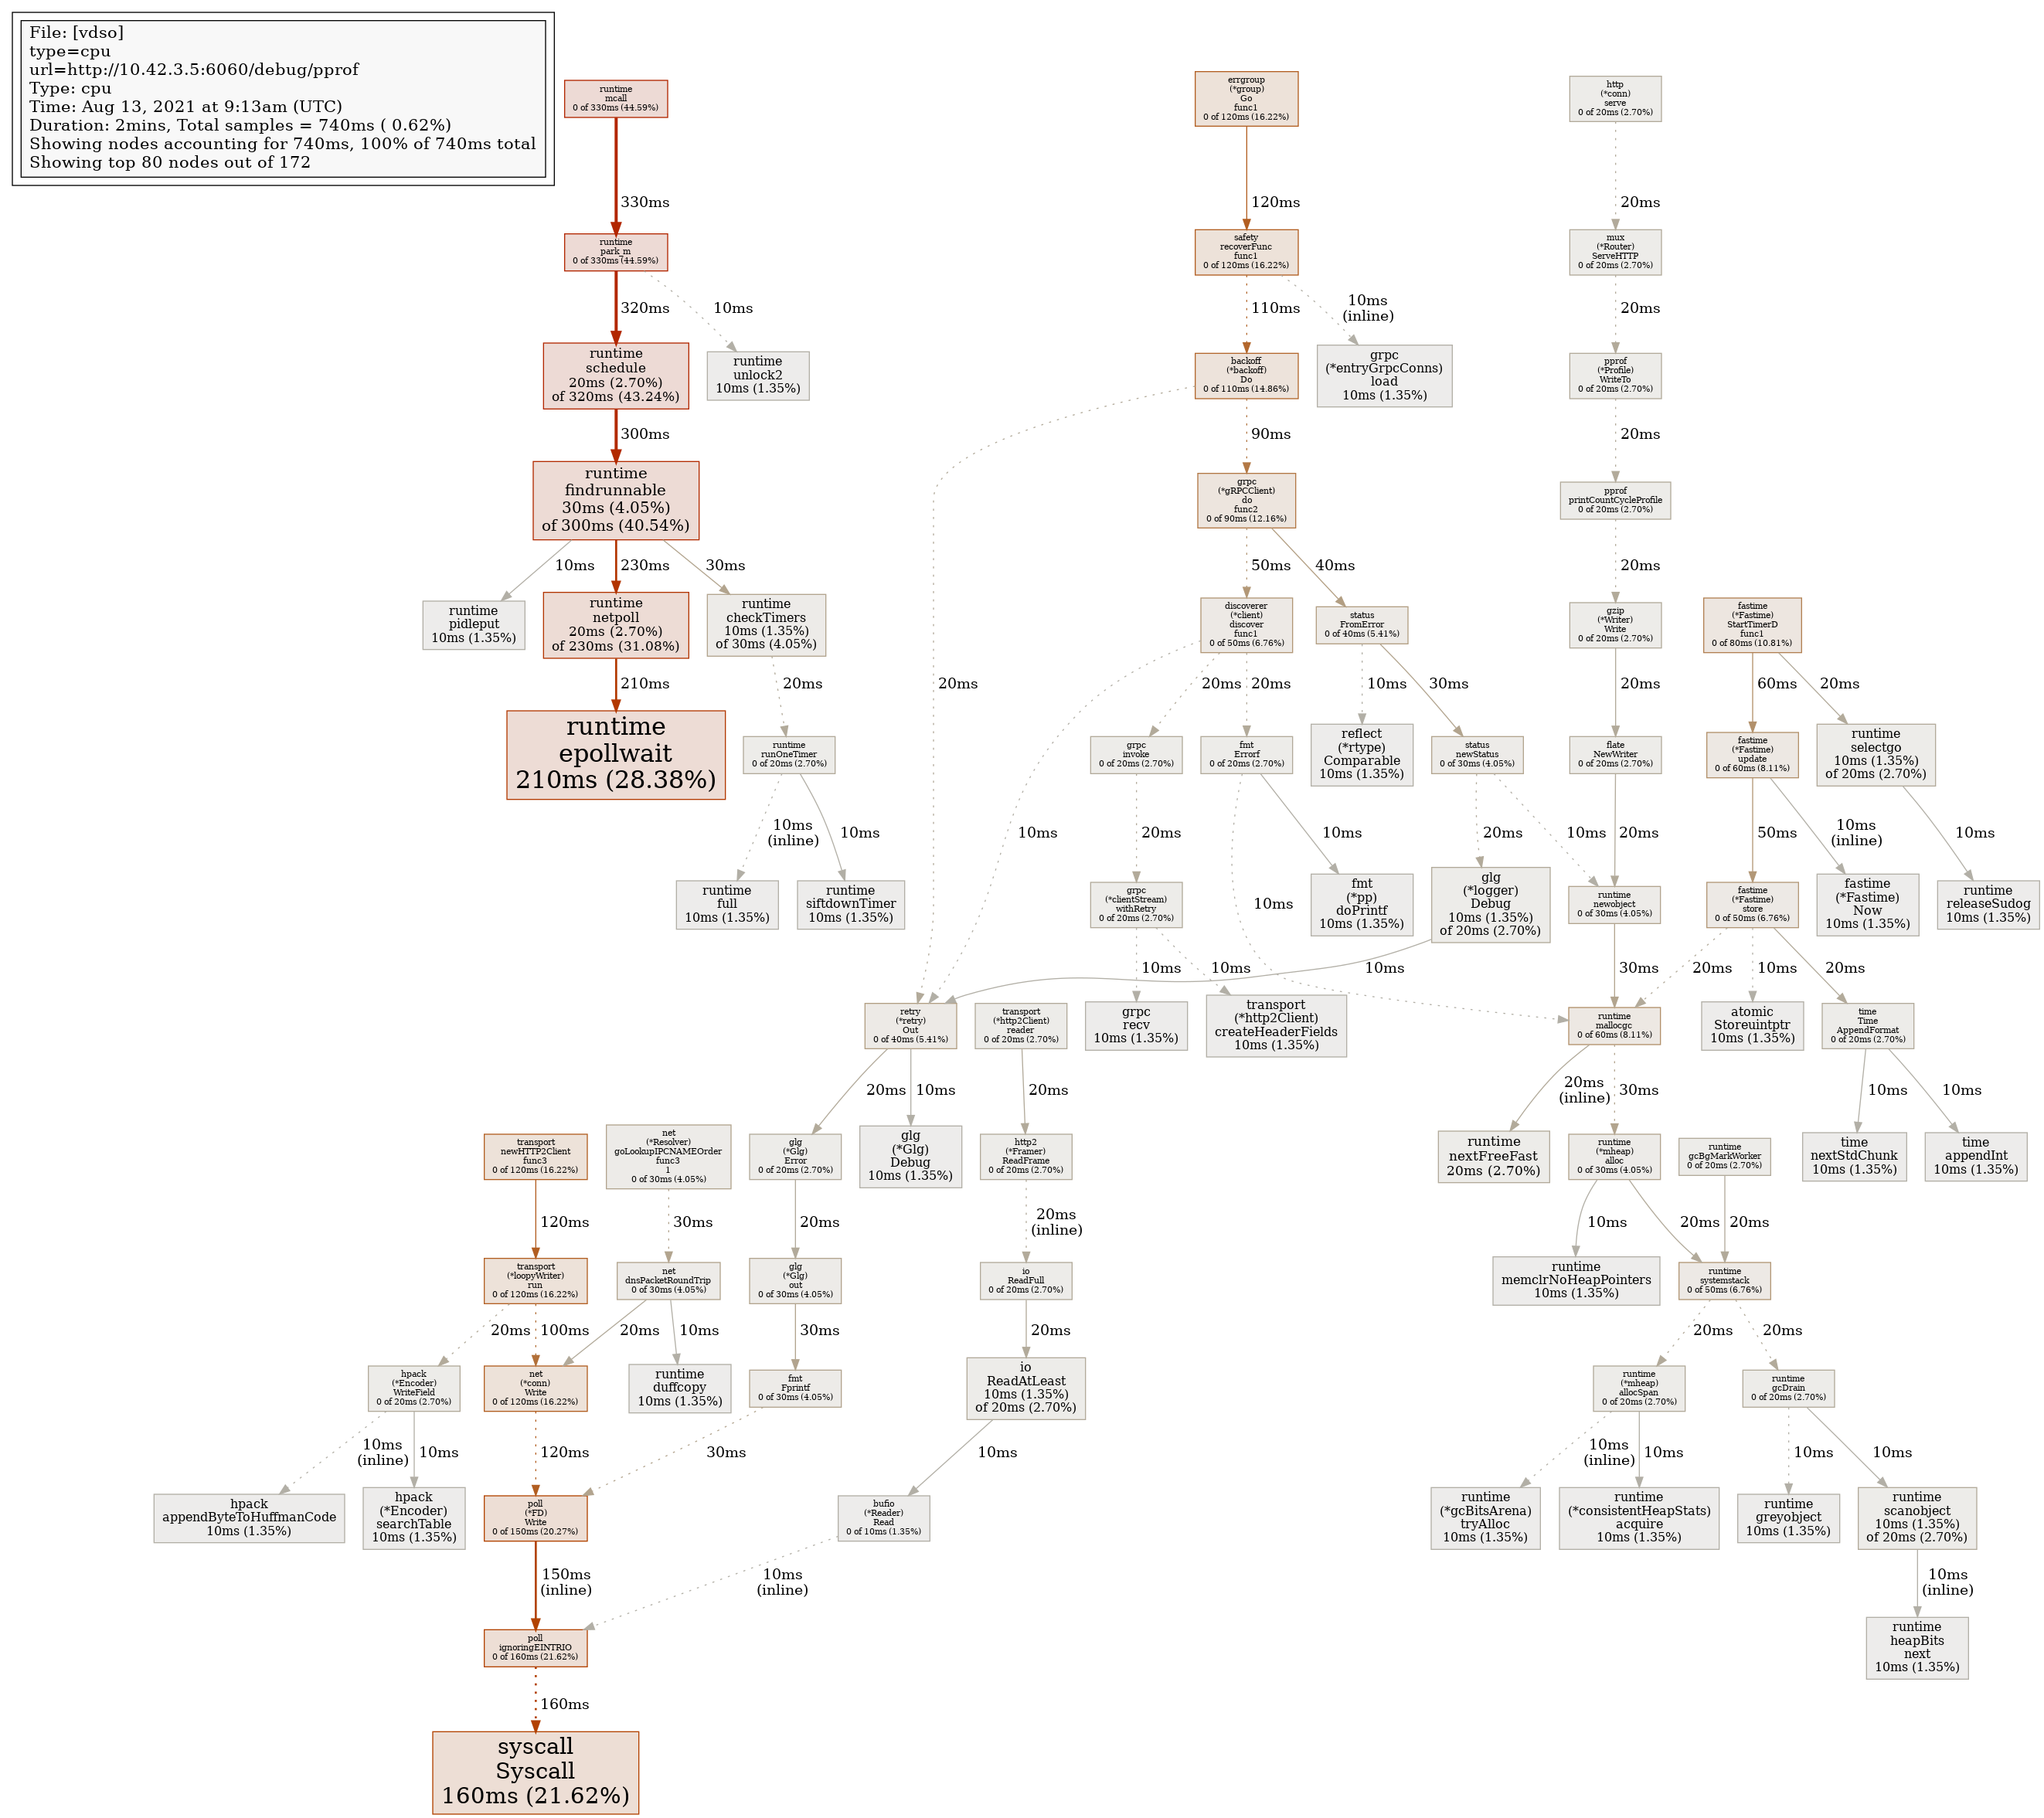 File: [vdso]
type=cpu
url=http://10.42.3.5:6060/debug/pprof
Type: cpu
Time: Aug 13, 2021 at 9:13am (UTC)
Duration: 2mins, Total samples = 740ms ( 0.62%)
Showing nodes accounting for 740ms, 100% of 740ms total
Showing top 80 nodes out of 172
runtime
mcall
0 of 330ms (44.59%)
errgroup
(*group)
Go
func1
0 of 120ms (16.22%)
http
(*conn)
serve
0 of 20ms (2.70%)
330ms
120ms
20ms
runtime
park_m
0 of 330ms (44.59%)
safety
recoverFunc
func1
0 of 120ms (16.22%)
mux
(*Router)
ServeHTTP
0 of 20ms (2.70%)
320ms
10ms
110ms
10ms
(inline)
20ms
runtime
schedule
20ms (2.70%)
of 320ms (43.24%)
runtime
unlock2
10ms (1.35%)
backoff
(*backoff)
Do
0 of 110ms (14.86%)
grpc
(*entryGrpcConns)
load
10ms (1.35%)
pprof
(*Profile)
WriteTo
0 of 20ms (2.70%)
300ms
90ms
20ms
runtime
findrunnable
30ms (4.05%)
of 300ms (40.54%)
grpc
(*gRPCClient)
do
func2
0 of 90ms (12.16%)
pprof
printCountCycleProfile
0 of 20ms (2.70%)
10ms
230ms
30ms
50ms
40ms
20ms
runtime
pidleput
10ms (1.35%)
runtime
netpoll
20ms (2.70%)
of 230ms (31.08%)
runtime
checkTimers
10ms (1.35%)
of 30ms (4.05%)
discoverer
(*client)
discover
func1
0 of 50ms (6.76%)
status
FromError
0 of 40ms (5.41%)
gzip
(*Writer)
Write
0 of 20ms (2.70%)
fastime
(*Fastime)
StartTimerD
func1
0 of 80ms (10.81%)
210ms
20ms
20ms
20ms
20ms
10ms
30ms
20ms
60ms
20ms
runtime
epollwait
210ms (28.38%)
runtime
runOneTimer
0 of 20ms (2.70%)
grpc
invoke
0 of 20ms (2.70%)
fmt
Errorf
0 of 20ms (2.70%)
reflect
(*rtype)
Comparable
10ms (1.35%)
status
newStatus
0 of 30ms (4.05%)
flate
NewWriter
0 of 20ms (2.70%)
fastime
(*Fastime)
update
0 of 60ms (8.11%)
runtime
selectgo
10ms (1.35%)
of 20ms (2.70%)
10ms
(inline)
10ms
10ms
20ms
10ms
20ms
10ms
20ms
50ms
10ms
(inline)
10ms
runtime
full
10ms (1.35%)
runtime
siftdownTimer
10ms (1.35%)
grpc
(*clientStream)
withRetry
0 of 20ms (2.70%)
10ms
fmt
(*pp)
doPrintf
10ms (1.35%)
glg
(*logger)
Debug
10ms (1.35%)
of 20ms (2.70%)
runtime
newobject
0 of 30ms (4.05%)
fastime
(*Fastime)
store
0 of 50ms (6.76%)
fastime
(*Fastime)
Now
10ms (1.35%)
runtime
releaseSudog
10ms (1.35%)
10ms
10ms
10ms
30ms
20ms
10ms
20ms
retry
(*retry)
Out
0 of 40ms (5.41%)
transport
(*http2Client)
reader
0 of 20ms (2.70%)
grpc
recv
10ms (1.35%)
transport
(*http2Client)
createHeaderFields
10ms (1.35%)
runtime
mallocgc
0 of 60ms (8.11%)
atomic
Storeuintptr
10ms (1.35%)
time
Time
AppendFormat
0 of 20ms (2.70%)
20ms
10ms
20ms
20ms
(inline)
30ms
10ms
10ms
transport
newHTTP2Client
func3
0 of 120ms (16.22%)
net
(*Resolver)
goLookupIPCNAMEOrder
func3
1
0 of 30ms (4.05%)
glg
(*Glg)
Error
0 of 20ms (2.70%)
glg
(*Glg)
Debug
10ms (1.35%)
http2
(*Framer)
ReadFrame
0 of 20ms (2.70%)
runtime
nextFreeFast
20ms (2.70%)
runtime
(*mheap)
alloc
0 of 30ms (4.05%)
runtime
gcBgMarkWorker
0 of 20ms (2.70%)
time
nextStdChunk
10ms (1.35%)
time
appendInt
10ms (1.35%)
120ms
30ms
20ms
20ms
(inline)
10ms
20ms
20ms
transport
(*loopyWriter)
run
0 of 120ms (16.22%)
net
dnsPacketRoundTrip
0 of 30ms (4.05%)
glg
(*Glg)
out
0 of 30ms (4.05%)
io
ReadFull
0 of 20ms (2.70%)
runtime
memclrNoHeapPointers
10ms (1.35%)
runtime
systemstack
0 of 50ms (6.76%)
20ms
100ms
20ms
10ms
30ms
20ms
20ms
20ms
hpack
(*Encoder)
WriteField
0 of 20ms (2.70%)
net
(*conn)
Write
0 of 120ms (16.22%)
runtime
duffcopy
10ms (1.35%)
fmt
Fprintf
0 of 30ms (4.05%)
io
ReadAtLeast
10ms (1.35%)
of 20ms (2.70%)
runtime
(*mheap)
allocSpan
0 of 20ms (2.70%)
runtime
gcDrain
0 of 20ms (2.70%)
10ms
(inline)
10ms
120ms
30ms
10ms
10ms
(inline)
10ms
10ms
10ms
hpack
appendByteToHuffmanCode
10ms (1.35%)
hpack
(*Encoder)
searchTable
10ms (1.35%)
poll
(*FD)
Write
0 of 150ms (20.27%)
bufio
(*Reader)
Read
0 of 10ms (1.35%)
runtime
(*gcBitsArena)
tryAlloc
10ms (1.35%)
runtime
(*consistentHeapStats)
acquire
10ms (1.35%)
runtime
greyobject
10ms (1.35%)
runtime
scanobject
10ms (1.35%)
of 20ms (2.70%)
150ms
(inline)
10ms
(inline)
10ms
(inline)
poll
ignoringEINTRIO
0 of 160ms (21.62%)
runtime
heapBits
next
10ms (1.35%)
160ms
syscall
Syscall
160ms (21.62%)